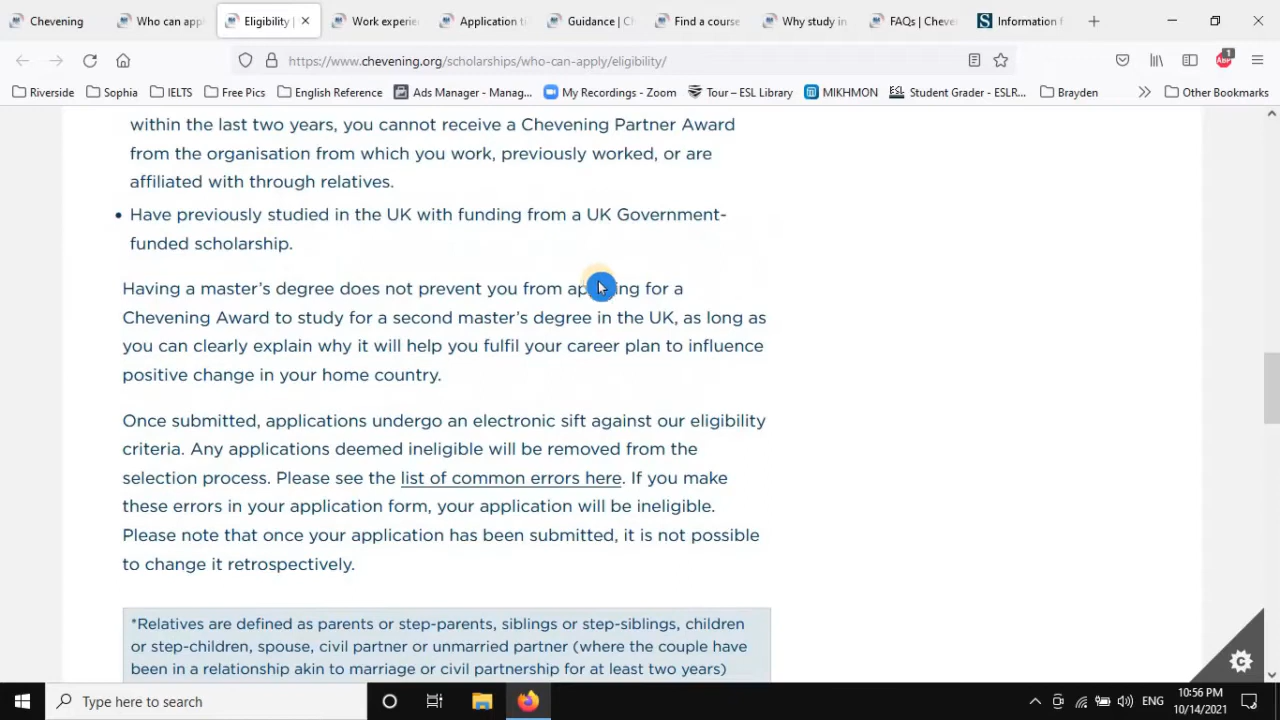 Chevening
Who can app
Eligibility |
Work experie
Application ti
Guidance | Ch
Find a course
Why study in
FAQs | Cheve
Information f
https://www.chevening.org/scholarships/who-can-apply/eligibility/
1
ABP
Riverside
Sophia
IELTS
Free Pics
English Reference
Ads Manager - Manag...
My Recordings - Zoom
Tour – ESL Library
MIKHMON
Student Grader - ESLR...
Brayden
Other Bookmarks
within the last two years, you cannot receive a Chevening Partner Award
from the organisation from which you work, previously worked, or are
affiliated with through relatives.
• Have previously studied in the UK with funding from a UK Government-
funded scholarship.
Having a master's degree does not prevent you from ap ing for a
Chevening Award to study for a second master's degree in the UK, as long as
you can clearly explain why it will help you fulfil your career plan to influence
positive change in your home country.
Once submitted, applications undergo an electronic sift against our eligibility
criteria. Any applications deemed ineligible will be removed from the
selection process. Please see the list of common errors here. If you make
these errors in your application form, your application will be ineligible.
Please note that once your application has been submitted, it is not possible
to change it retrospectively.
*Relatives are defined as parents or step-parents, siblings or step-siblings, children
or step-children, spouse, civil partner or unmarried partner (where the couple have
been in a relationship akin to marriage or civil partnership for at least two years)
Type here to search
ENG
10:56 PM
10/14/2021